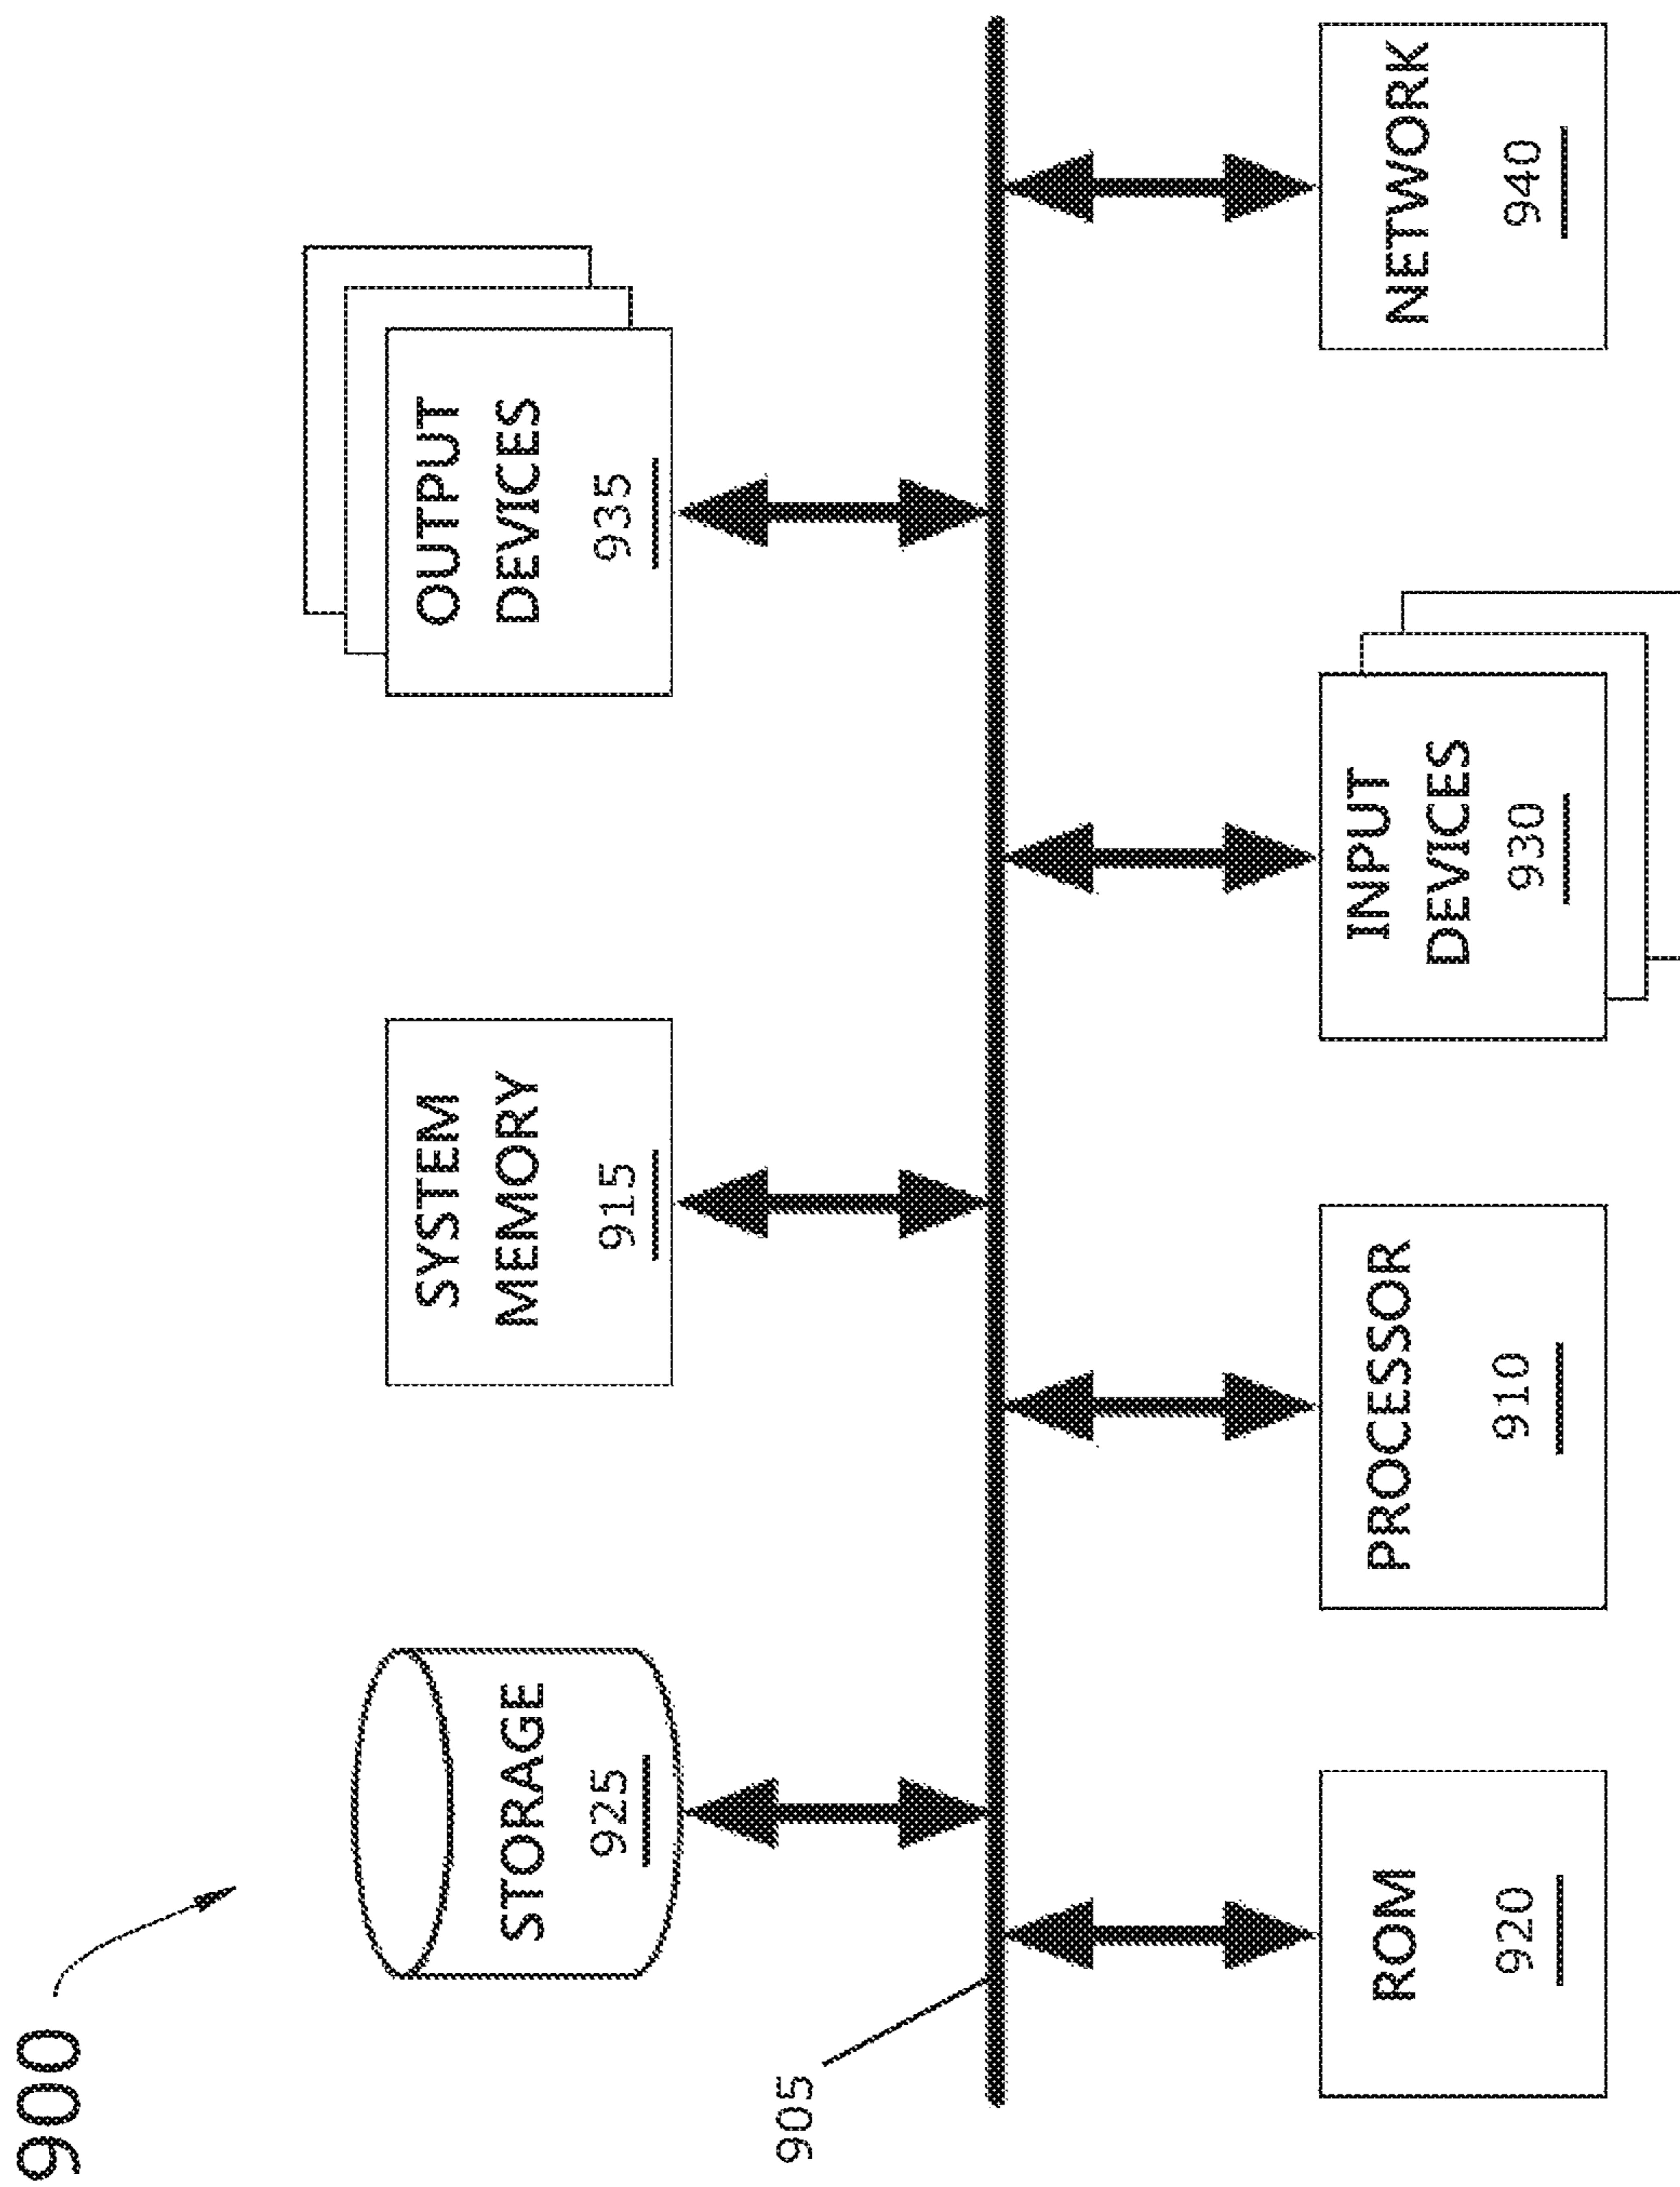 900
STORAGE
925
SYSTEM
MEMORY
915
OUTPUT
DEVICES
935
905
ROM
920
PROCESSOR
910
INPUT
DEVICES
930
NETWORK
940